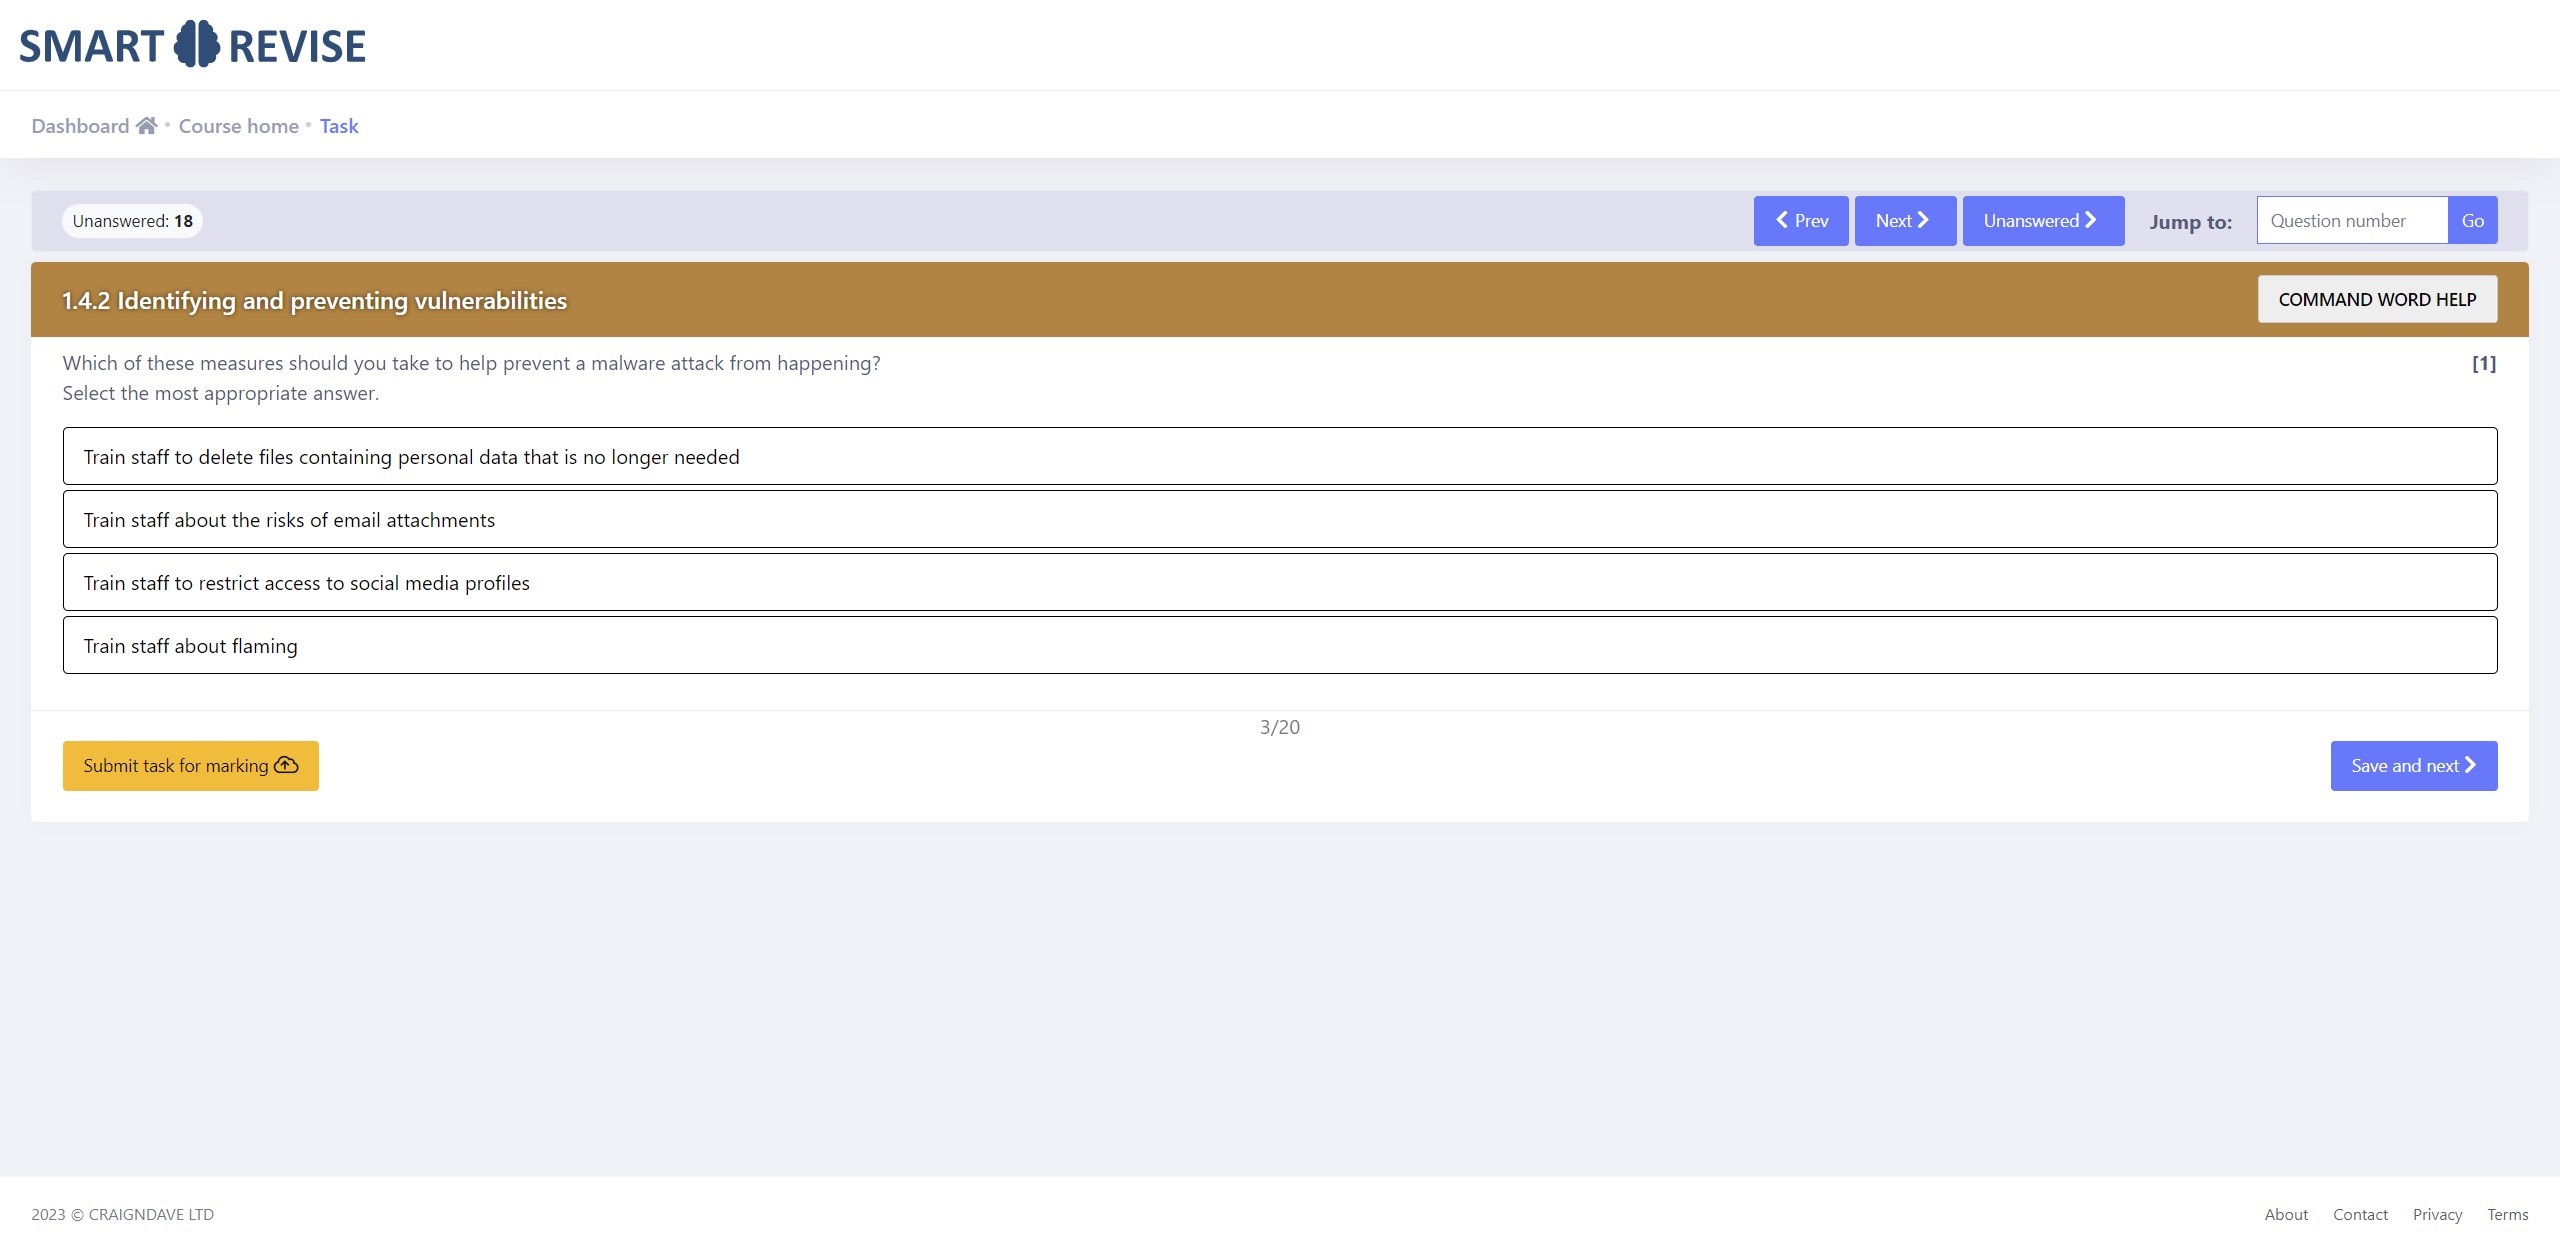 SMART REVISE
Dashboard • Course home • Task
Unanswered: 18
Prev
Next
Unanswered
Jump to:
Question number
Go
1.4.2 Identifying and preventing vulnerabilities
COMMAND WORD HELP
Which of these measures should you take to help prevent a malware attack from happening?
[1]
Select the most appropriate answer.
Train staff to delete files containing personal data that is no longer needed
Train staff about the risks of email attachments
Train staff to restrict access to social media profiles
Train staff about flaming
3/20
Submit task for marking
Save and next
2023 © CRAIGNDAVE LTD
About
Contact
Privacy
Terms